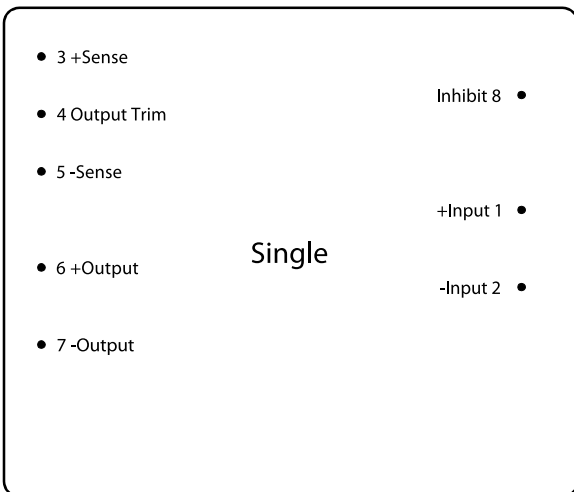 3 +Sense
4 Output Trim
5 -Sense
6 +Output
7 -Output
Single
Inhibit 8
+Input 1
-Input 2